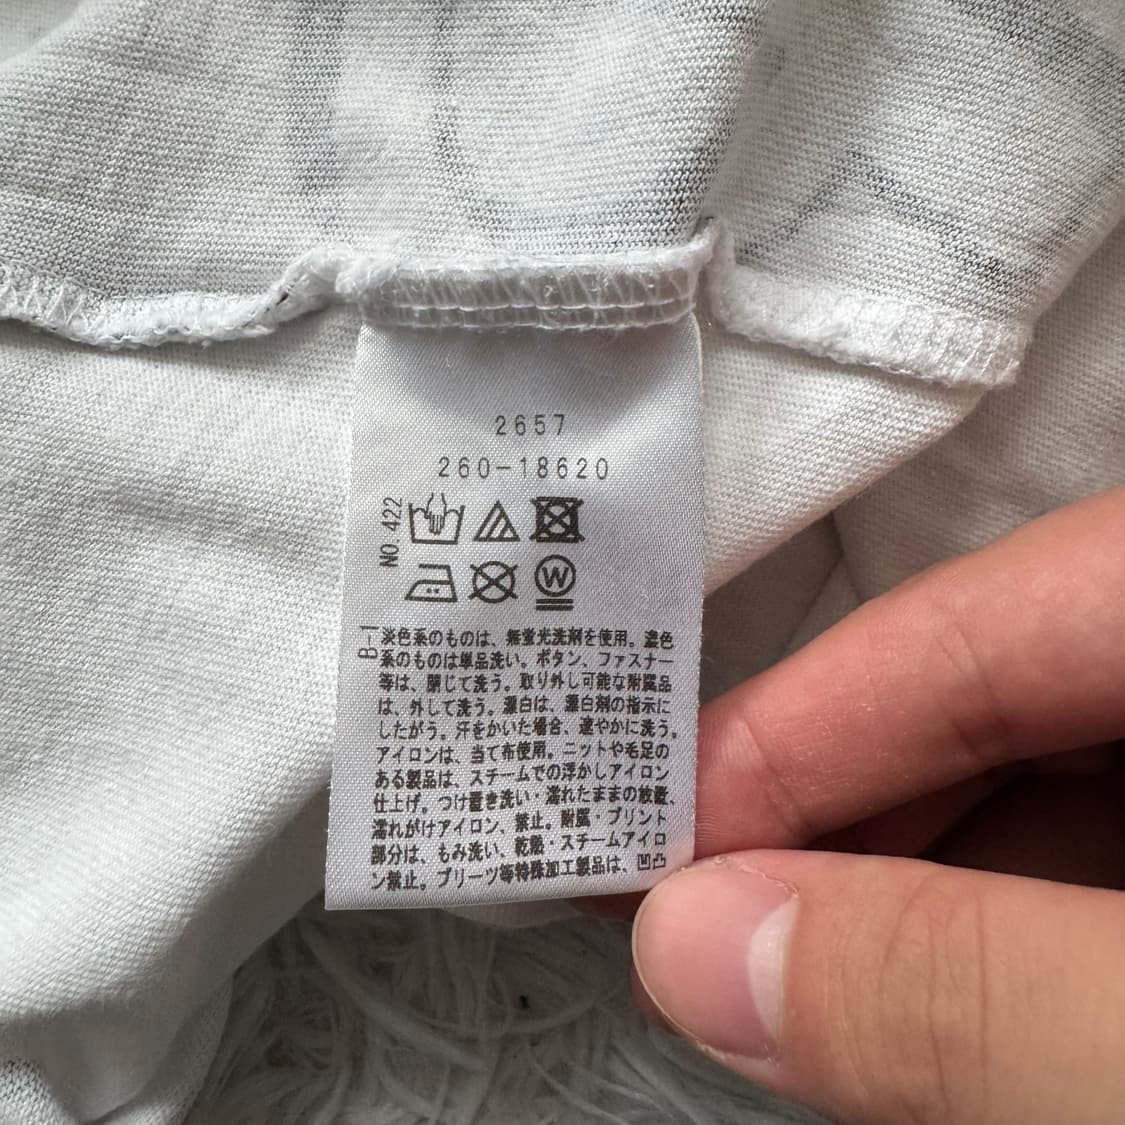 2657
260-18620
NO.422
W
B-1
淡色系のものは、無蛍光洗剤を使用。濃色
系のものは単品洗い。ボタン、ファスナー
等は、閉じて洗う。取り外し可能な附属品
は、外して洗う。漂白は、漂白剤の指示に
したがう。汗をかいた場合、速やかに洗う。
アイロンは、当て布使用。ニットや毛足の
ある製品は、スチームでの浮かしアイロン
仕上げ。つけ置き洗い・濡れたままの放置、
濡れがけアイロン、禁止。附属・プリント
部分は、もみ洗い、乾燥・スチームアイロ
ン禁止。プリーツ等特殊加工製品は、凹凸